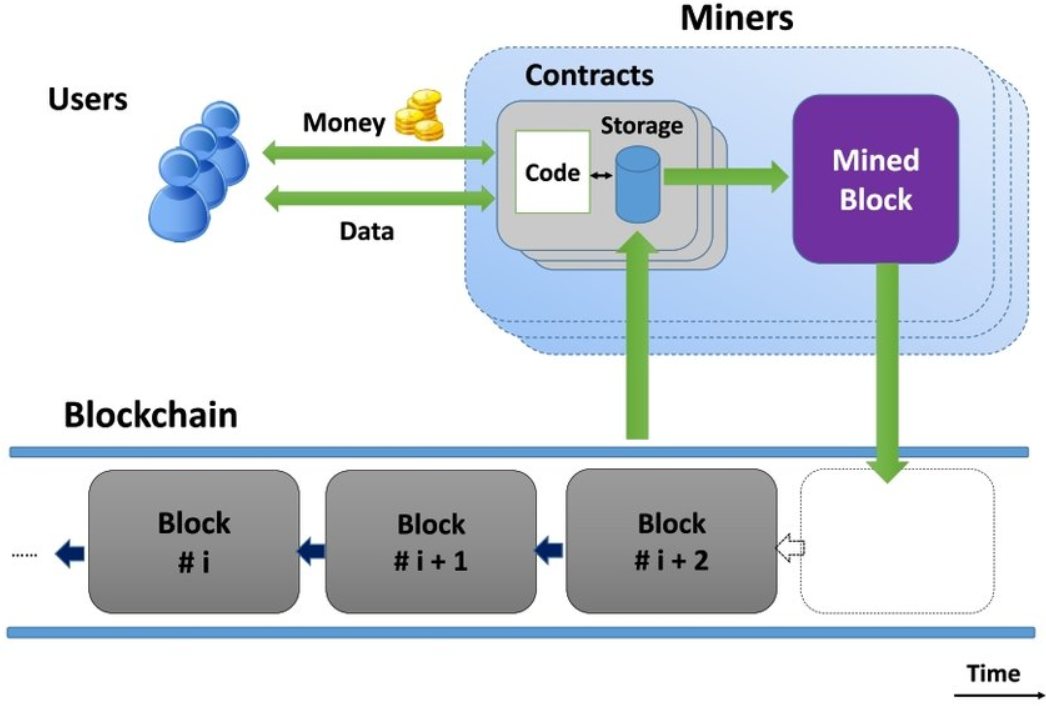 Miners
Users
Contracts
Money
Storage
Code
Mined
Block
Data
Blockchain
......
Block
# i
Block
# i + 1
Block
# i + 2
Time